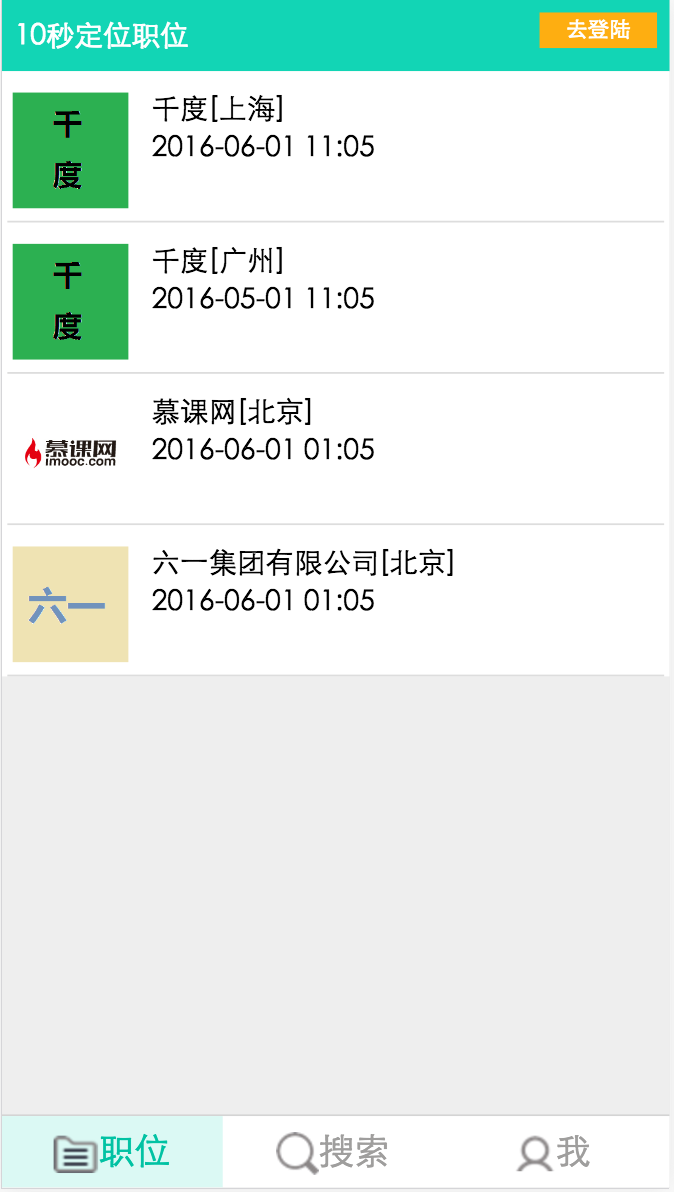 10秒定位职位
去登陆
千
度
千度[上海]
2016-06-01 11:05
千
度
千度[广州]
2016-05-01 11:05
慕课网
imooc.com
慕课网[北京]
2016-06-01 01:05
六一
六一集团有限公司[北京]
2016-06-01 01:05
职位
搜索
我